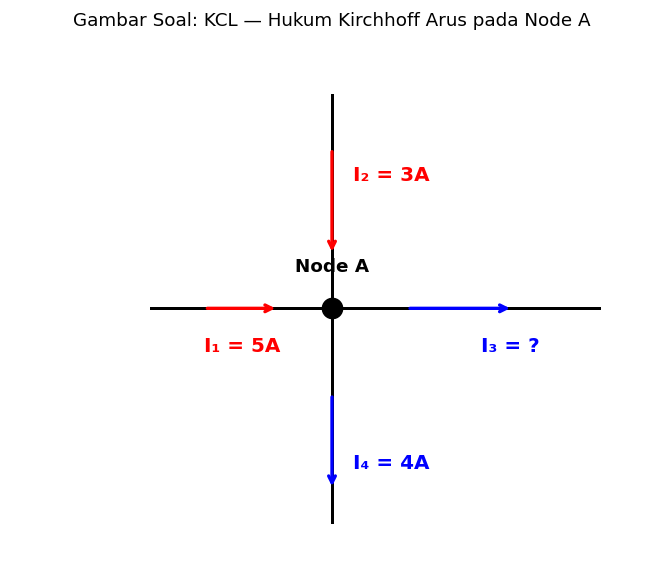 Gambar Soal: KCL — Hukum Kirchhoff Arus pada Node A
I₂ = 3A
Node A
I₁ = 5A
I₃ = ?
I₄ = 4A